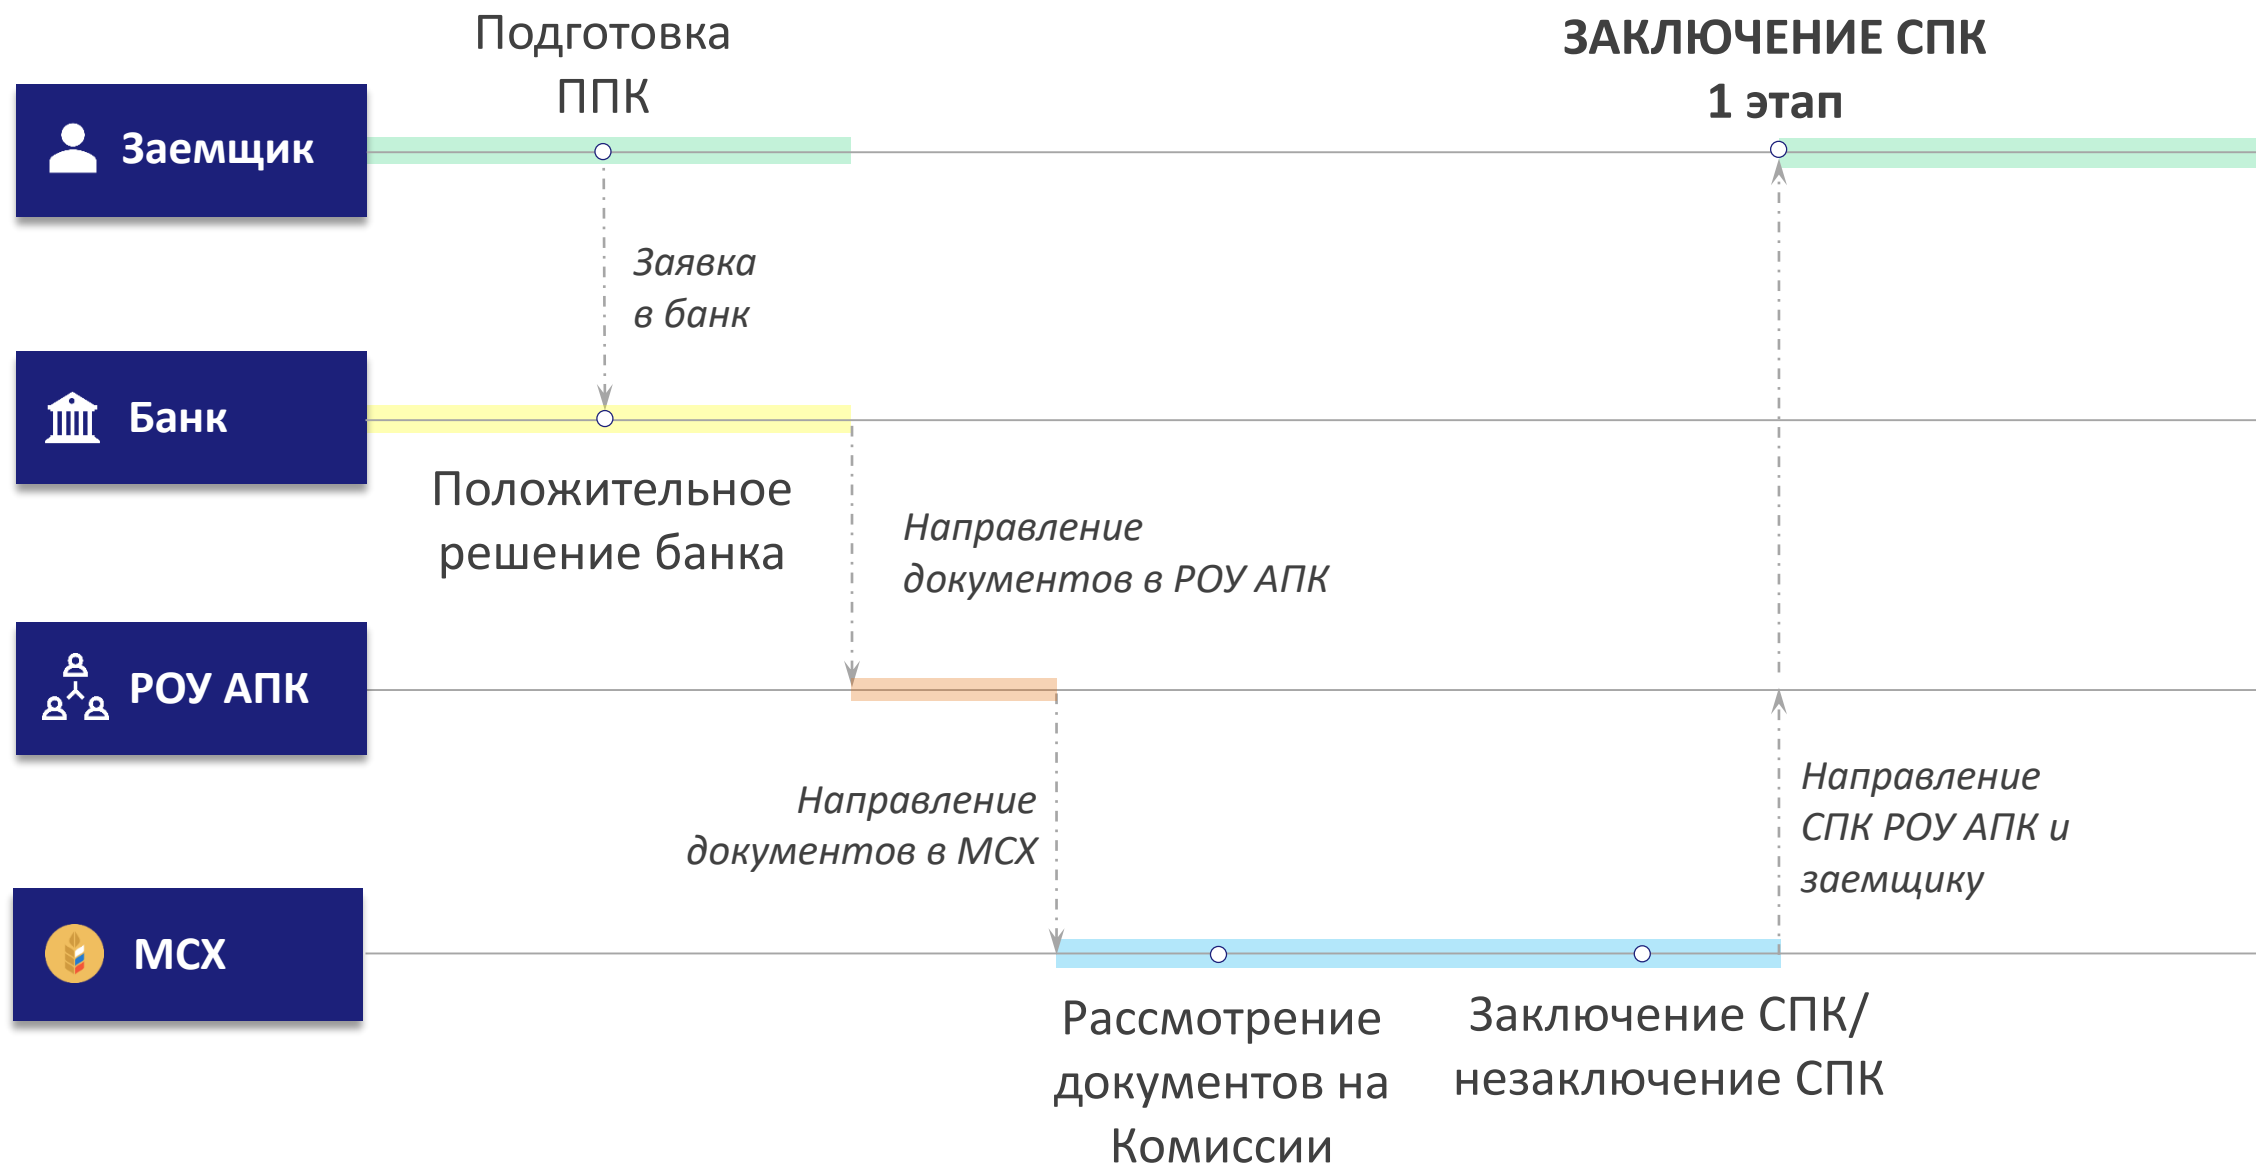 Подготовка
ППК
ЗАКЛЮЧЕНИЕ СПК
1 этап
Заемщик
Заявка
в банк
Банк
Положительное
решение банка
Направление
документов в РОУ АПК
РОУ АПК
Направление
документов в МСХ
Направление
СПК РОУ АПК и
заемщику
МСХ
Рассмотрение
документов на
Комиссии
Заключение СПК/
незаключение СПК